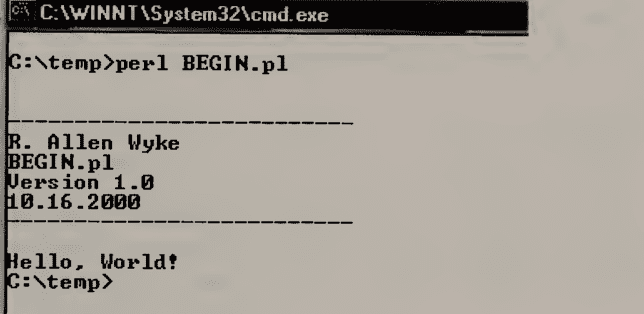 C:\WINNT\System32\cmd.exe
C:\temp>perl BEGIN.pl
----------------------------
R. Allen Wyke
BEGIN.pl
Version 1.0
10.16.2000
----------------------------
Hello, World!
C:\temp>